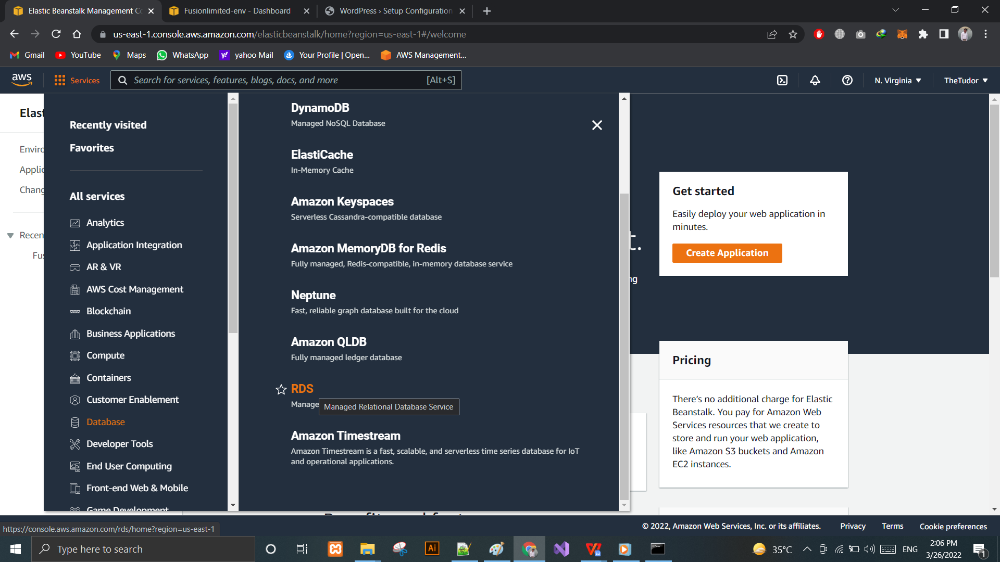 Elastic Beanstalk Management Co
Fusionlimited-env - Dashboard
WordPress › Setup Configuration
us-east-1.console.aws.amazon.com/elasticbeanstalk/home?region=us-east-1#/welcome
Gmail
YouTube
Maps
WhatsApp
yahoo Mail
Your Profile | Open...
AWS Management...
aws
Services
Search for services, features, blogs, docs, and more
[Alt+S]
N. Virginia
TheTudor
Elast
Enviro
Applic
Chang
Recen
Fus
Recently visited
Favorites
All services
Analytics
Application Integration
AR & VR
AWS Cost Management
Blockchain
Business Applications
Compute
Containers
Customer Enablement
Database
Developer Tools
End User Computing
Front-end Web & Mobile
Game Development
DynamoDB
Managed NoSQL Database
ElastiCache
In-Memory Cache
Amazon Keyspaces
Serverless Cassandra-compatible database
Amazon MemoryDB for Redis
Fully managed, Redis-compatible, in-memory database service
Neptune
Fast, reliable graph database built for the cloud
Amazon QLDB
Fully managed ledger database
RDS
Manage
Managed Relational Database Service
Amazon Timestream
Amazon Timestream is a fast, scalable, and serverless time series database for IoT
and operational applications.
t.
ng
Get started
Easily deploy your web application in
minutes.
Create Application
Pricing
There's no additional charge for Elastic
Beanstalk. You pay for Amazon Web
Services resources that we create to
store and run your web application,
like Amazon S3 buckets and Amazon
EC2 instances.
https://console.aws.amazon.com/rds/home?region=us-east-1
© 2022, Amazon Web Services, Inc. or its affiliates.
Privacy
Terms
Cookie preferences
Type here to search
Ai
35°C
ENG
2:06 PM
3/26/2022
1